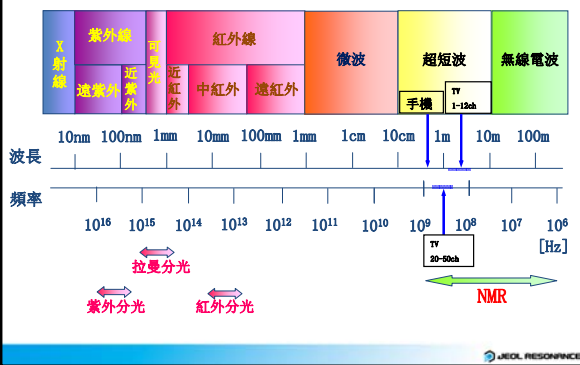 X射線
紫外線
可見光
紅外線
微波
超短波
無線電波
遠紫外
近紫外
近紅外
中紅外
遠紅外
手機
TV
1-12ch
10nm 100nm 1mm 10mm 100mm 1mm 1cm 10cm 1m 10m 100m
波長
頻率
10¹⁶ 10¹⁵ 10¹⁴ 10¹³ 10¹² 10¹¹ 10¹⁰ 10⁹ 10⁸ 10⁷ 10⁶
[Hz]
TV
20-50ch
拉曼分光
紫外分光
紅外分光
NMR
JEOL RESONANCE